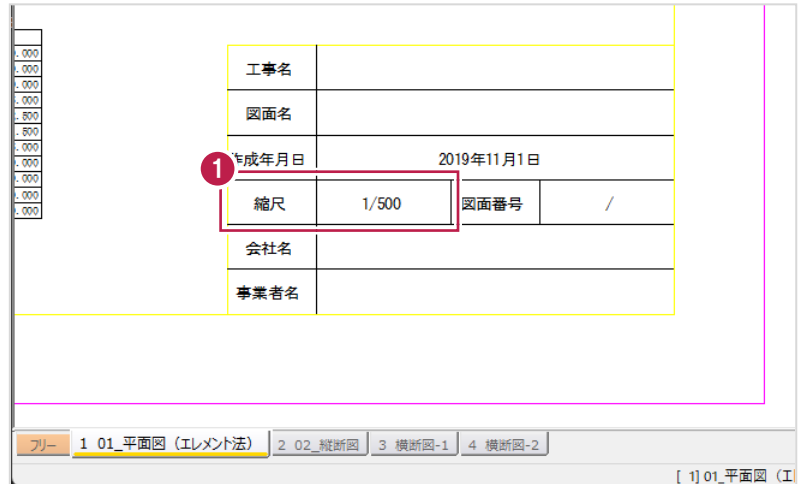 .000
.000
.000
.000
.500
.500
.000
.000
.000
.000
.000
工事名
図面名
作成年月日 2019年11月1日
1
縮尺 1/500 図面番号 /
会社名
事業者名
フリー 1 01_平面図（エレメント法） 2 02_縦断図 3 横断図-1 4 横断図-2
[ 1] 01_平面図（エ